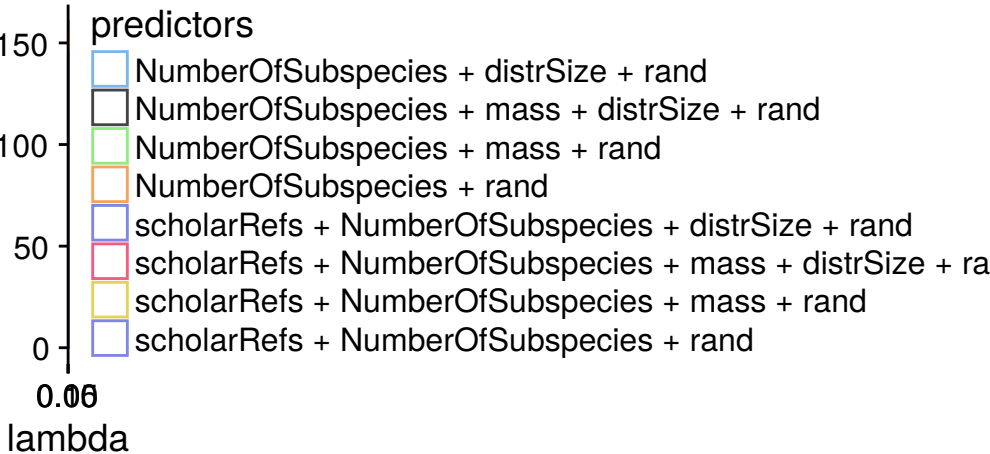 predictors
150
NumberOfSubspecies + distrSize + rand
NumberOfSubspecies + mass + distrSize + rand
100
NumberOfSubspecies + mass + rand
NumberOfSubspecies + rand
scholarRefs + NumberOfSubspecies + distrSize + rand
50
scholarRefs + NumberOfSubspecies + mass + distrSize + ra
scholarRefs + NumberOfSubspecies + mass + rand
0
scholarRefs + NumberOfSubspecies + rand
lambda